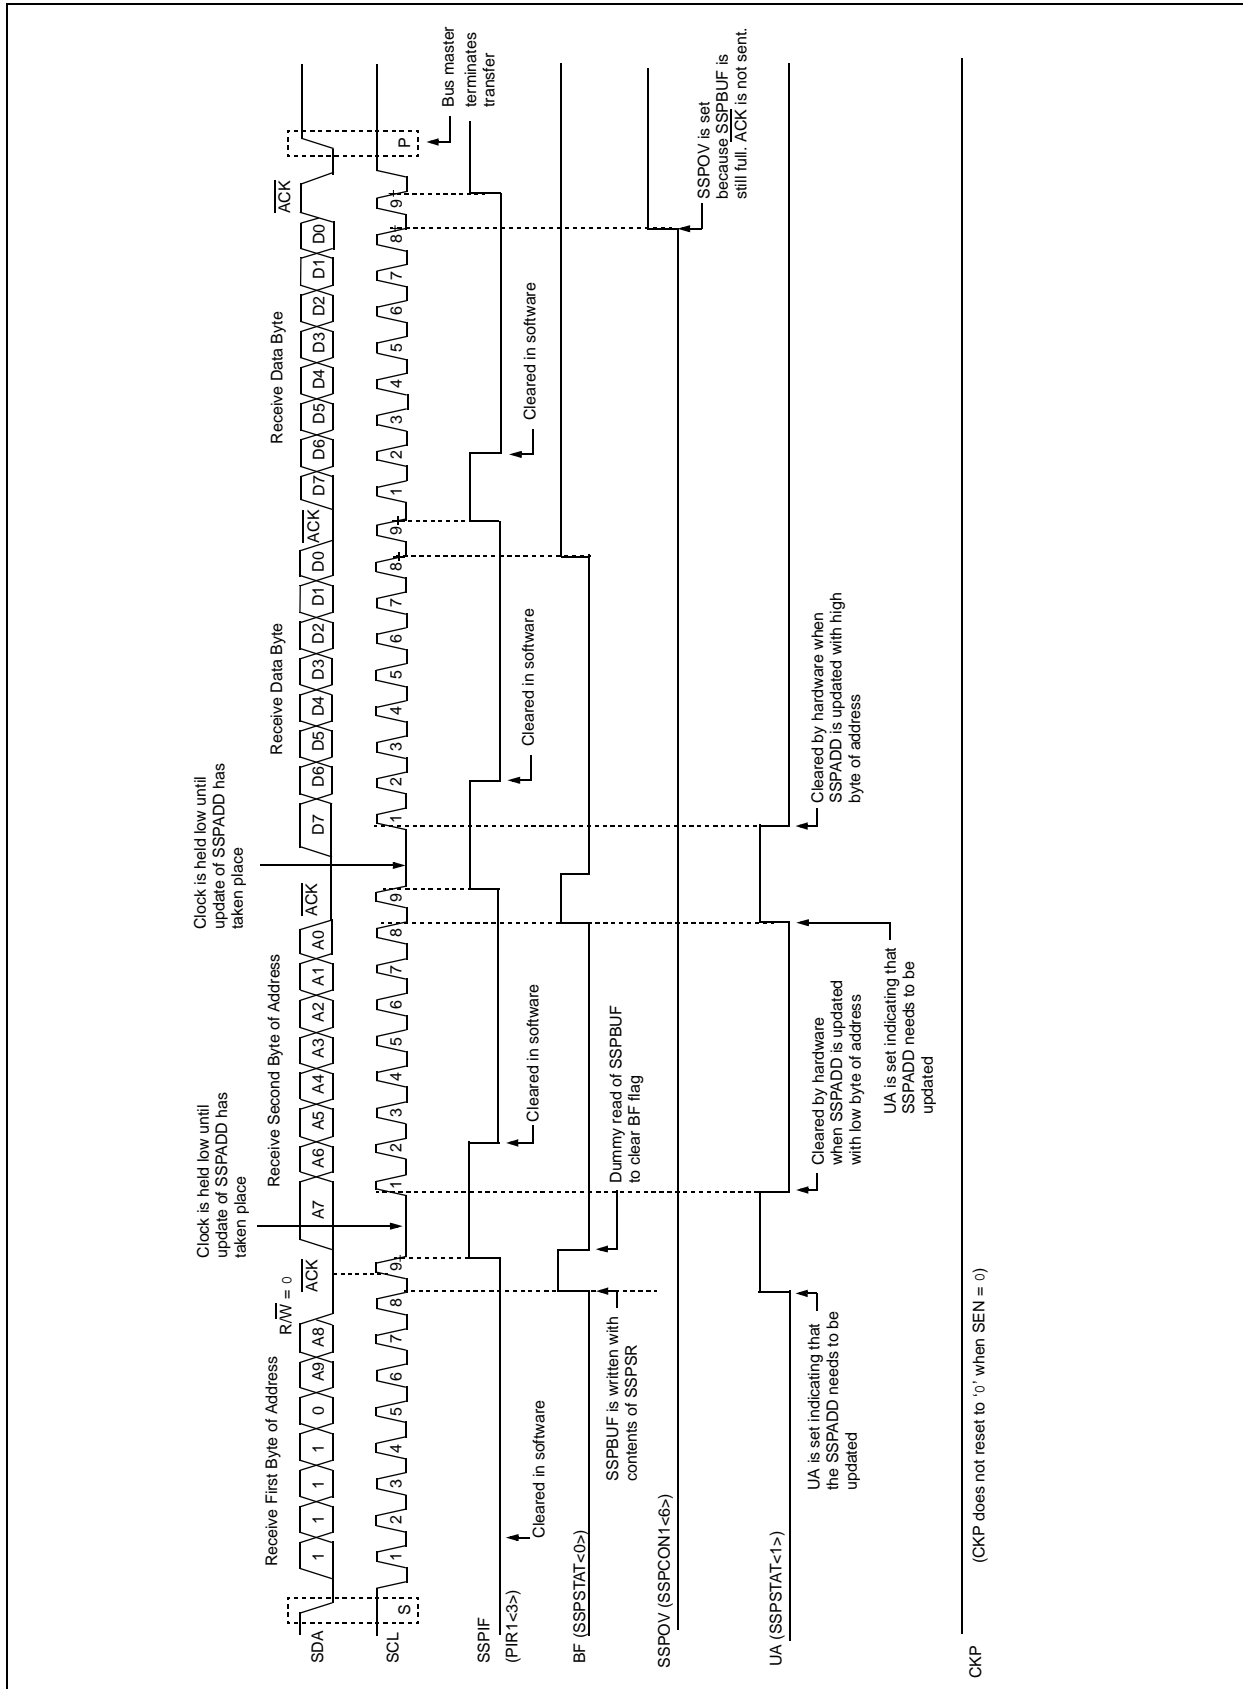 Receive First Byte of Address
R/W = 0
ACK
Receive Second Byte of Address
ACK
Receive Data Byte
ACK
Receive Data Byte
ACK
Clock is held low until
update of SSPADD has
taken place
Clock is held low until
update of SSPADD has
taken place
SDA
1 1 1 1 0 A9 A8
A7 A6 A5 A4 A3 A2 A1 A0
D7 D6 D5 D4 D3 D2 D1 D0
D7 D6 D5 D4 D3 D2 D1 D0
SCL
S 1 2 3 4 5 6 7 8 9
1 2 3 4 5 6 7 8 9
1 2 3 4 5 6 7 8 9
1 2 3 4 5 6 7 8 9 P
Bus master
terminates
transfer
SSPIF
(PIR1<3>)
Cleared in software
Cleared in software
Cleared in software
Cleared in software
BF (SSPSTAT<0>)
SSPBUF is written with
contents of SSPSR
Dummy read of SSPBUF
to clear BF flag
SSPOV (SSPCON1<6>)
SSPOV is set
because SSPBUF is
still full. ACK is not sent.
UA (SSPSTAT<1>)
UA is set indicating that
the SSPADD needs to be
updated
Cleared by hardware
when SSPADD is updated
with low byte of address
UA is set indicating that
SSPADD needs to be
updated
Cleared by hardware when
SSPADD is updated with high
byte of address
CKP
(CKP does not reset to ‘0’ when SEN = 0)